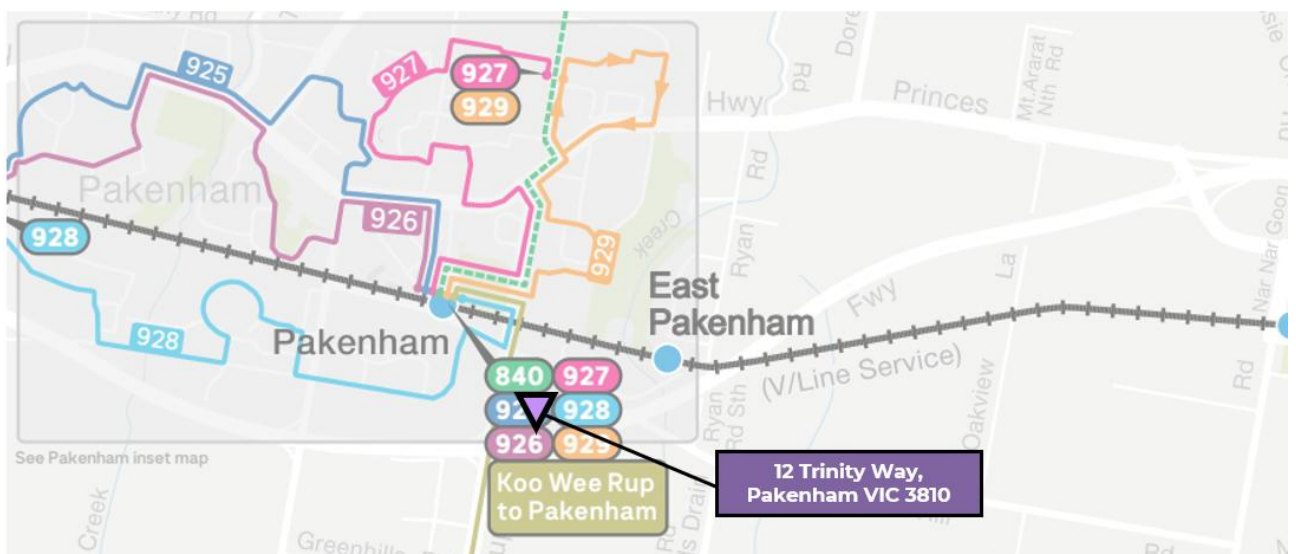 925
927
927
929
Hwy
Rd
Princes
Mt.Ararat
Nth Rd
Pakenham
926
928
929
Creek
Ryan
Rd
La
Nar Nar Goon
East
Pakenham
Fwy
(V/Line Service)
928
Pakenham
840
927
928
926
929
Ryan
Rd Sth
Oakview
Rd
See Pakenham inset map
12 Trinity Way,
Pakenham VIC 3810
Koo Wee Rup
to Pakenham
Creek
Rd